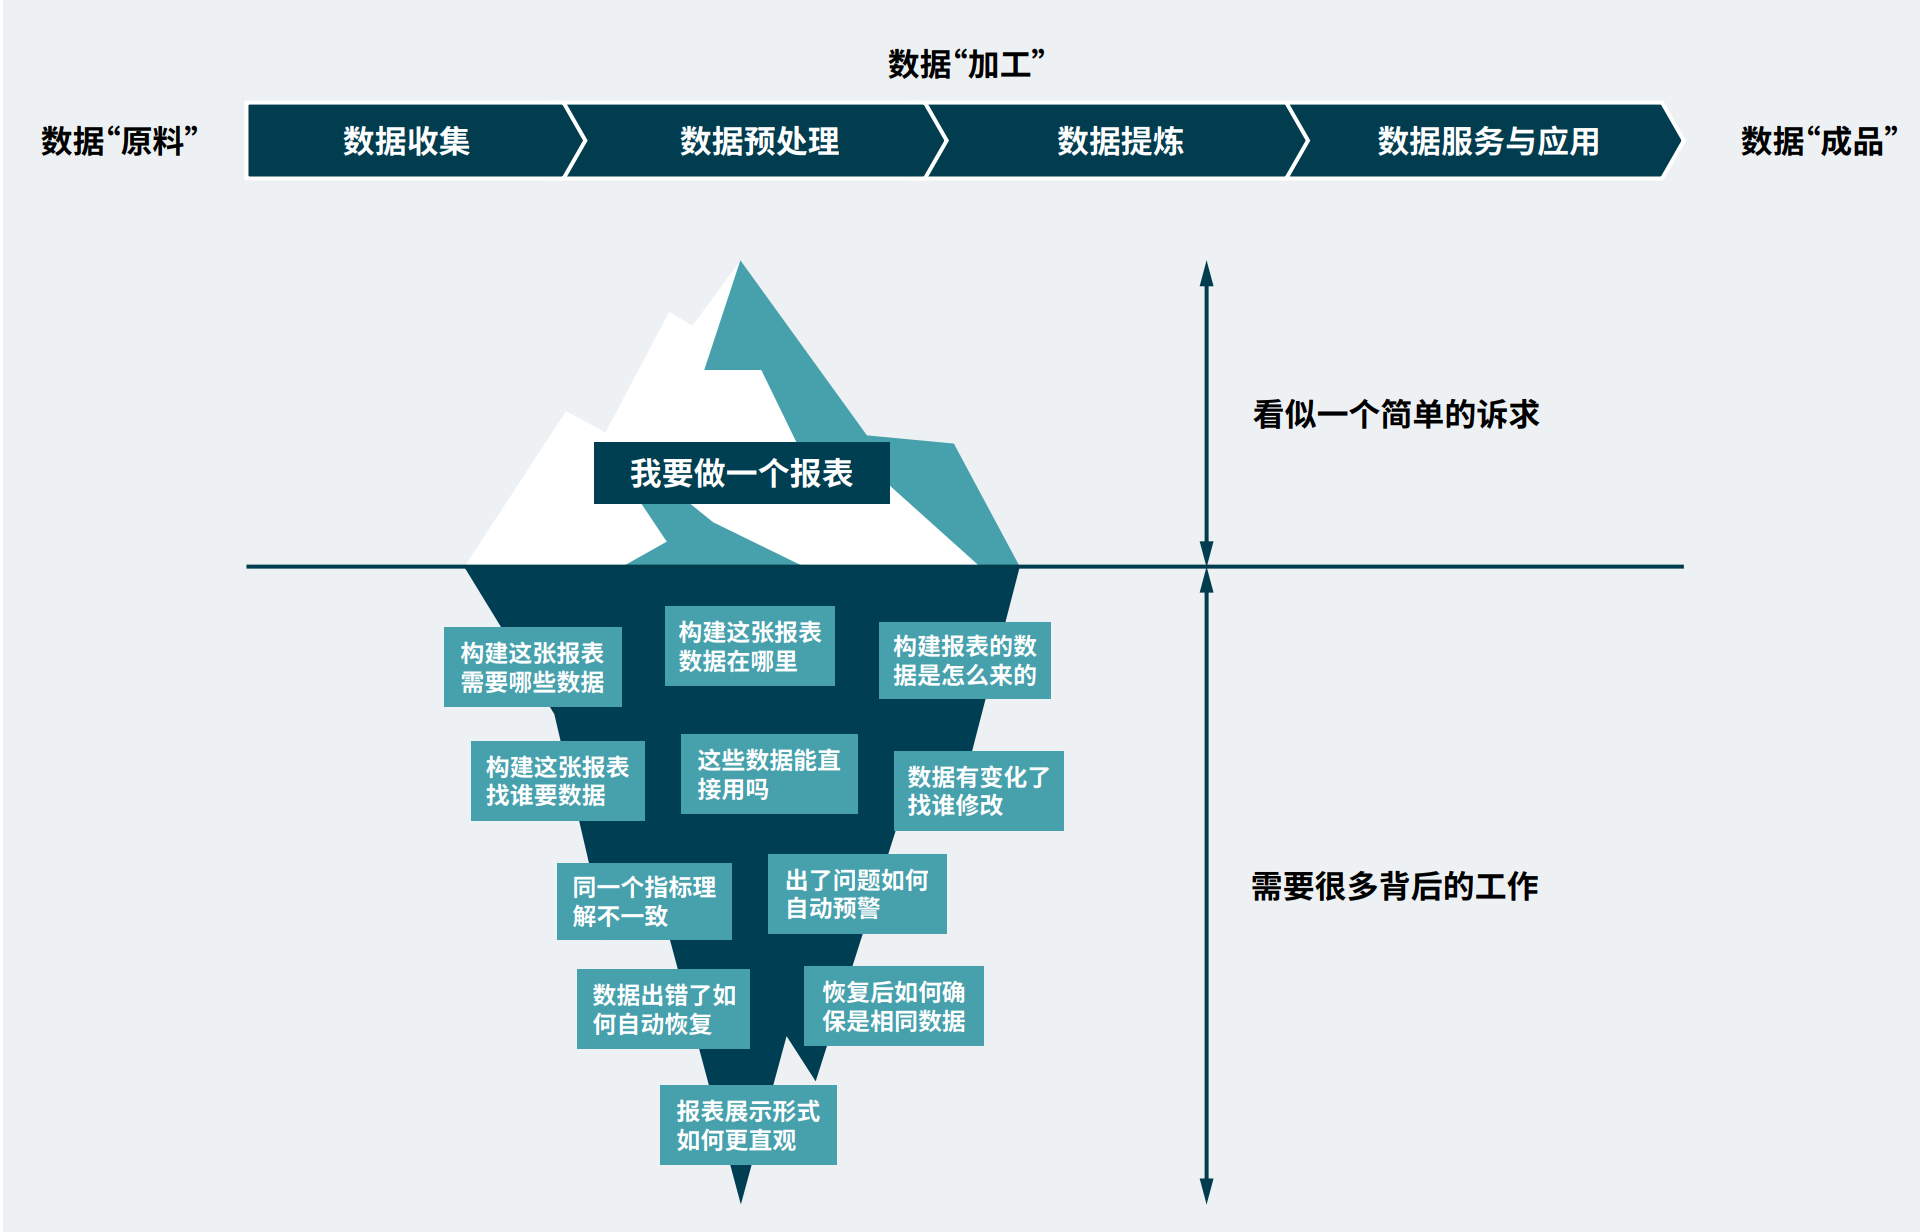 数据“加工”
数据“原料”
数据收集
数据预处理
数据提炼
数据服务与应用
数据“成品”
看似一个简单的诉求
我要做一个报表
构建这张报表
需要哪些数据
构建这张报表
数据在哪里
构建报表的数
据是怎么来的
构建这张报表
找谁要数据
这些数据能直
接用吗
数据有变化了
找谁修改
同一个指标理
解不一致
出了问题如何
自动预警
需要很多背后的工作
数据出错了如
何自动恢复
恢复后如何确
保是相同数据
报表展示形式
如何更直观